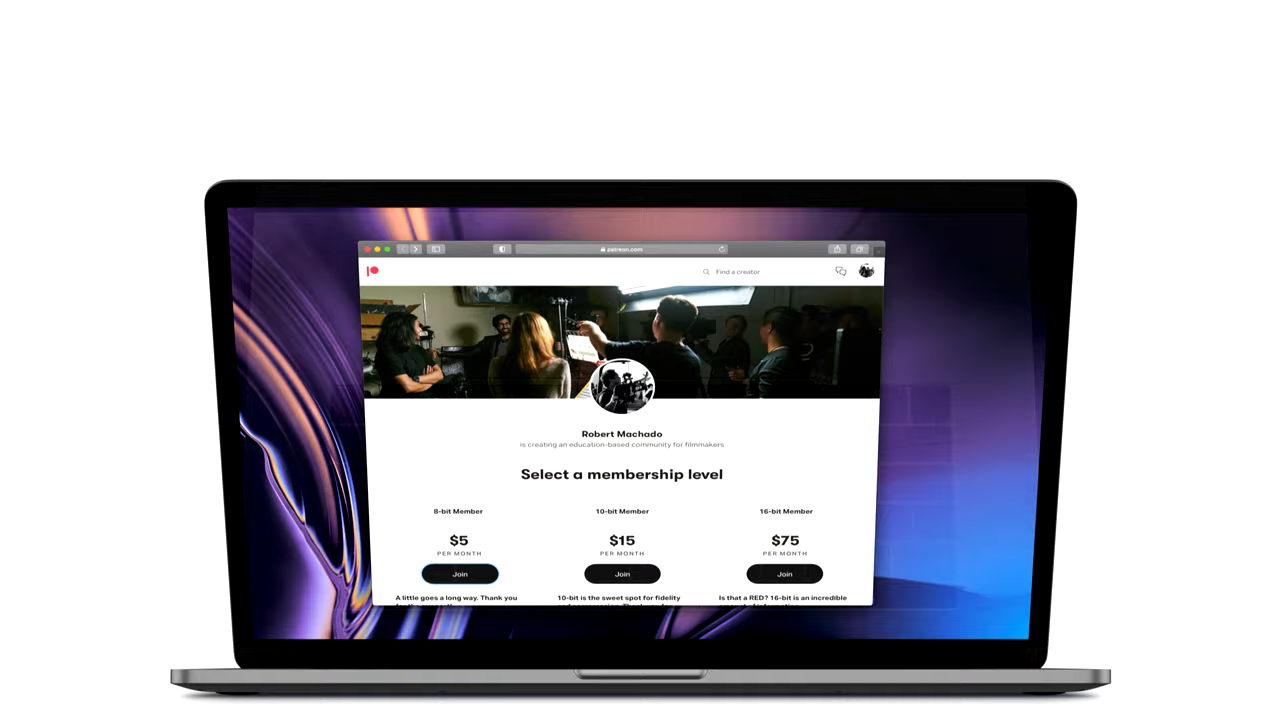 patreon.com
Find a creator
Robert Machado
is creating an education-based community for filmmakers
Select a membership level
8-bit Member
10-bit Member
16-bit Member
$5
$15
$75
PER MONTH
PER MONTH
PER MONTH
Join
Join
Join
A little goes a long way. Thank you
10-bit is the sweet spot for fidelity
Is that a RED? 16-bit is an incredible